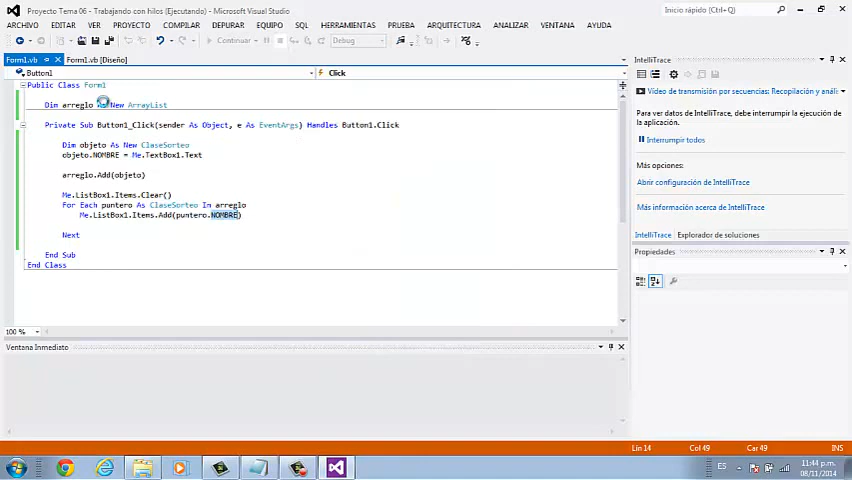 Proyecto Tema 06 - Trabajando con hilos (Ejecutando) - Microsoft Visual Studio
Inicio rápido (Ctrl+Q)
ARCHIVO EDITAR VER PROYECTO COMPILAR DEPURAR EQUIPO SQL HERRAMIENTAS PRUEBA ARQUITECTURA ANALIZAR VENTANA AYUDA
Continuar Debug
Form1.vb Form1.vb [Diseño]
Button1 Click
Public Class Form1
Dim arreglo As New ArrayList
Private Sub Button1_Click(sender As Object, e As EventArgs) Handles Button1.Click
Dim objeto As New ClaseSorteo
objeto.NOMBRE = Me.TextBox1.Text
arreglo.Add(objeto)
Me.ListBox1.Items.Clear()
For Each puntero As ClaseSorteo In arreglo
Me.ListBox1.Items.Add(puntero.NOMBRE)
Next
End Sub
End Class
100 %
Ventana Inmediato
IntelliTrace
Vídeo de transmisión por secuencias: Recopilación y anális
Para ver datos de IntelliTrace, debe interrumpir la ejecución de
la aplicación.
Interrumpir todos
Más opciones:
Abrir configuración de IntelliTrace
Más información acerca de IntelliTrace
IntelliTrace Explorador de soluciones
Propiedades
Lín 14 Col 49 Car 49 INS
ES
11:44 p.m.
08/11/2014